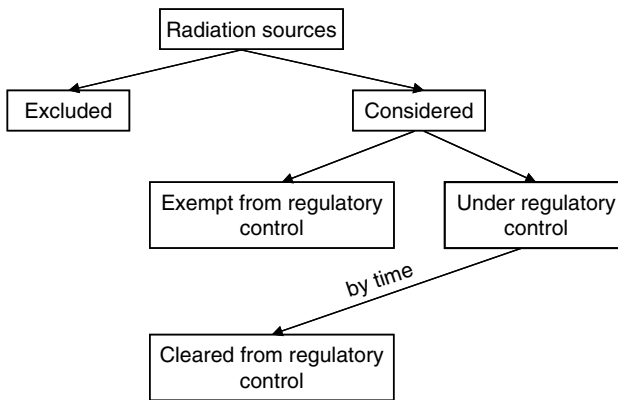 Radiation sources
Excluded
Considered
Exempt from regulatory
control
Under regulatory
control
by time
Cleared from regulatory
control